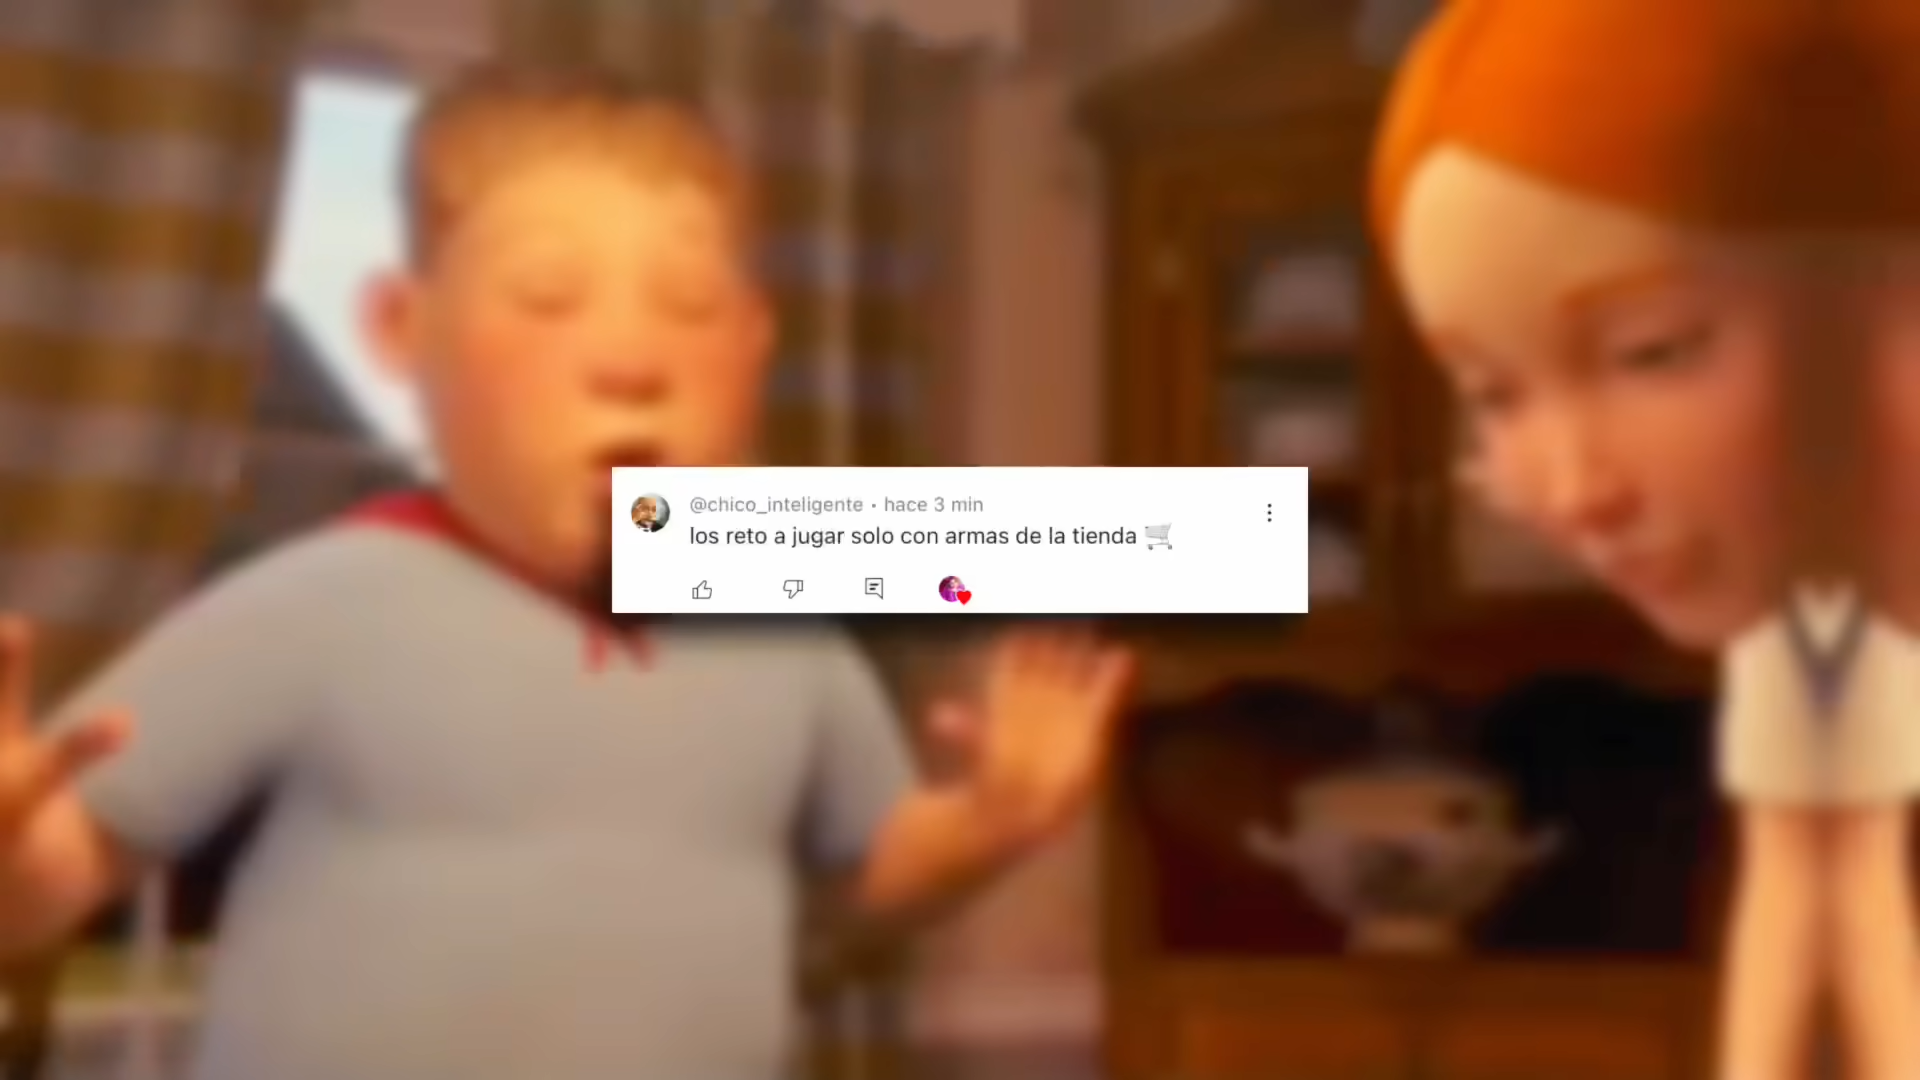 @chico_inteligente · hace 3 min
los reto a jugar solo con armas de la tienda 🛒